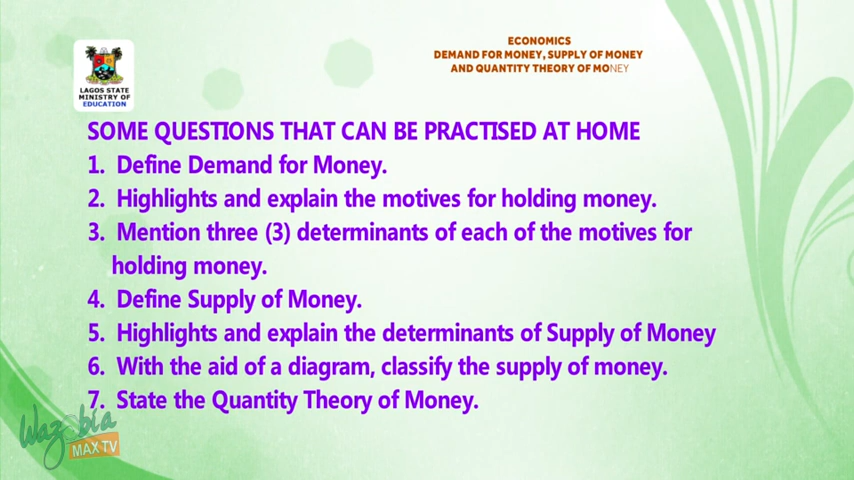 LAGOS STATE
MINISTRY OF
EDUCATION
ECONOMICS
DEMAND FOR MONEY, SUPPLY OF MONEY
AND QUANTITY THEORY OF MONEY
SOME QUESTIONS THAT CAN BE PRACTISED AT HOME
1. Define Demand for Money.
2. Highlights and explain the motives for holding money.
3. Mention three (3) determinants of each of the motives for
holding money.
4. Define Supply of Money.
5. Highlights and explain the determinants of Supply of Money
6. With the aid of a diagram, classify the supply of money.
7. State the Quantity Theory of Money.
Wazobia
MAX TV